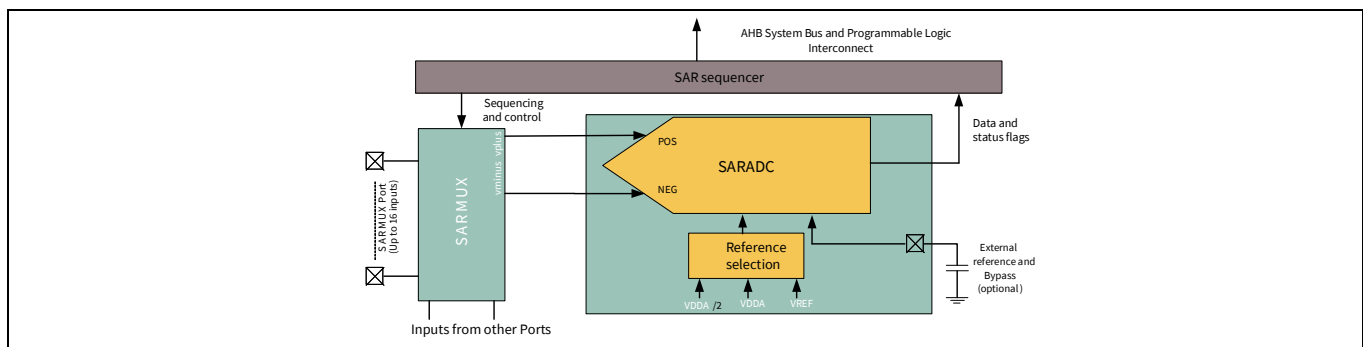 AHB System Bus and Programmable Logic
Interconnect
SAR sequencer
Sequencing
and control
Data and
status flags
vminus vplus
POS
SARADC
NEG
SARMUX
SARMUX Port
(Up to 16 inputs)
Reference
selection
External
reference and
Bypass
(optional)
VDDA /2 VDDA VREF
Inputs from other Ports